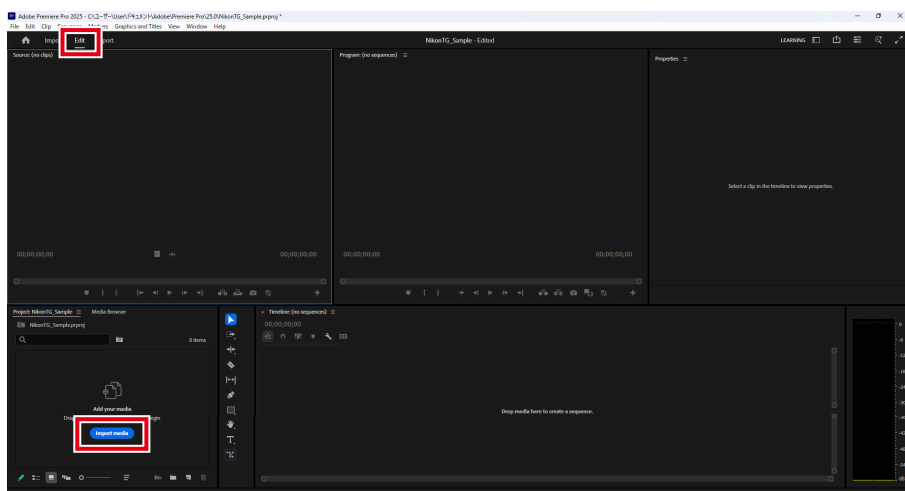 Adobe Premiere Pro 2025 - C:\ユーザー\User\ドキュメント\Adobe\Premiere Pro\25.0\NikonTG_Sample.prproj *
File Edit Clip Markers Graphics and Titles View Window Help
Edit
NikonTG_Sample - Edited
LEARNING
Source: (no clips)
Program: (no sequences)
Properties
Select a clip in the timeline to view properties.
00;00;00;00
00;00;00;00
00;00;00;00
00;00;00;00
Project: NikonTG_Sample
Media Browser
NikonTG_Sample.prproj
0 items
Add your media
Import media
Timeline: (no sequences)
00;00;00;00
Drop media here to create a sequence.
0
dB